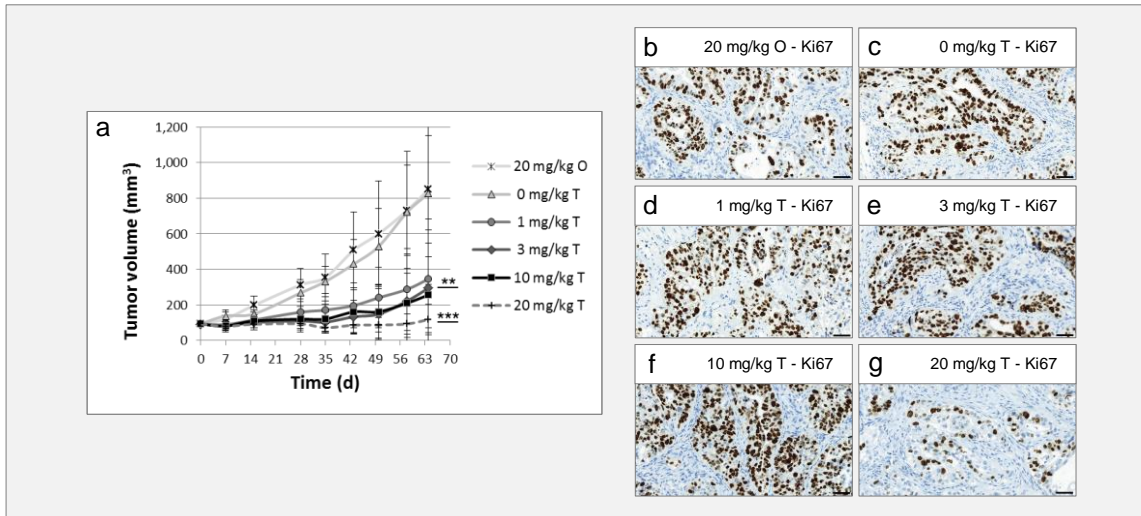 a
1,200
1,000
800
600
400
200
0
Tumor volume (mm³)
0 7 14 21 28 35 42 49 56 63 70
Time (d)
20 mg/kg O
0 mg/kg T
1 mg/kg T
3 mg/kg T
10 mg/kg T
20 mg/kg T
**
***
b 20 mg/kg O - Ki67
c 0 mg/kg T - Ki67
d 1 mg/kg T - Ki67
e 3 mg/kg T - Ki67
f 10 mg/kg T - Ki67
g 20 mg/kg T - Ki67